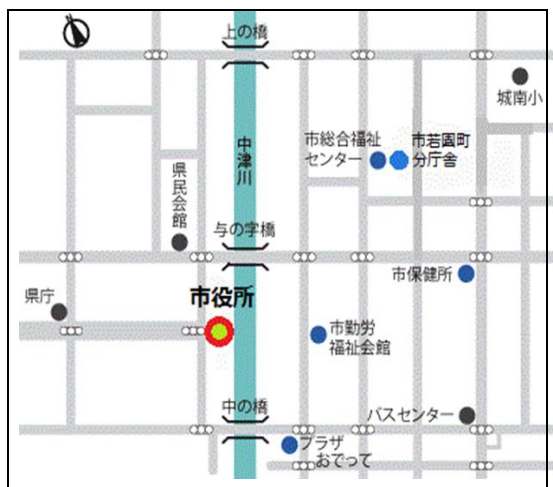 上の橋
城南小
市総合福祉
センター
市若園町
分庁舎
中津川
県民会館
与の字橋
市保健所
県庁
市役所
市勤労
福祉会館
中の橋
バスセンター
プラザ
おでって